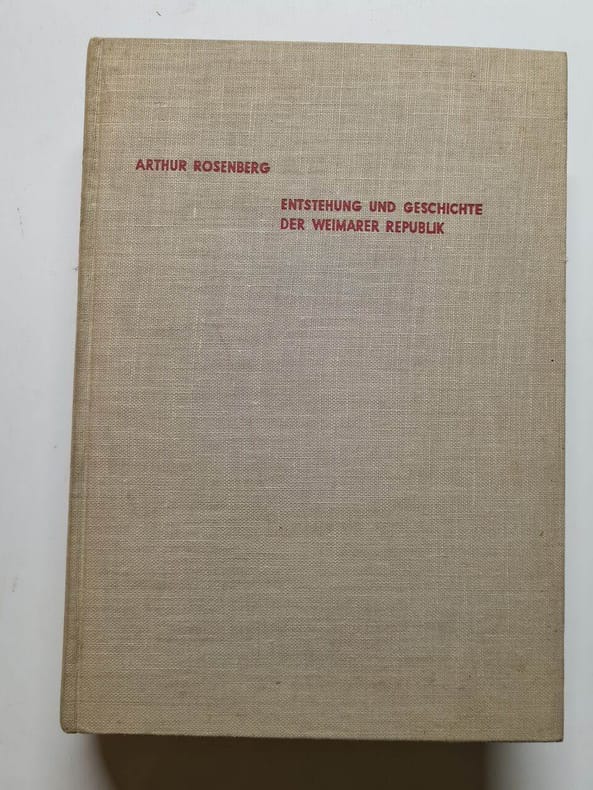 ARTHUR ROSENBERG
ENTSTEHUNG UND GESCHICHTE
DER WEIMARER REPUBLIK